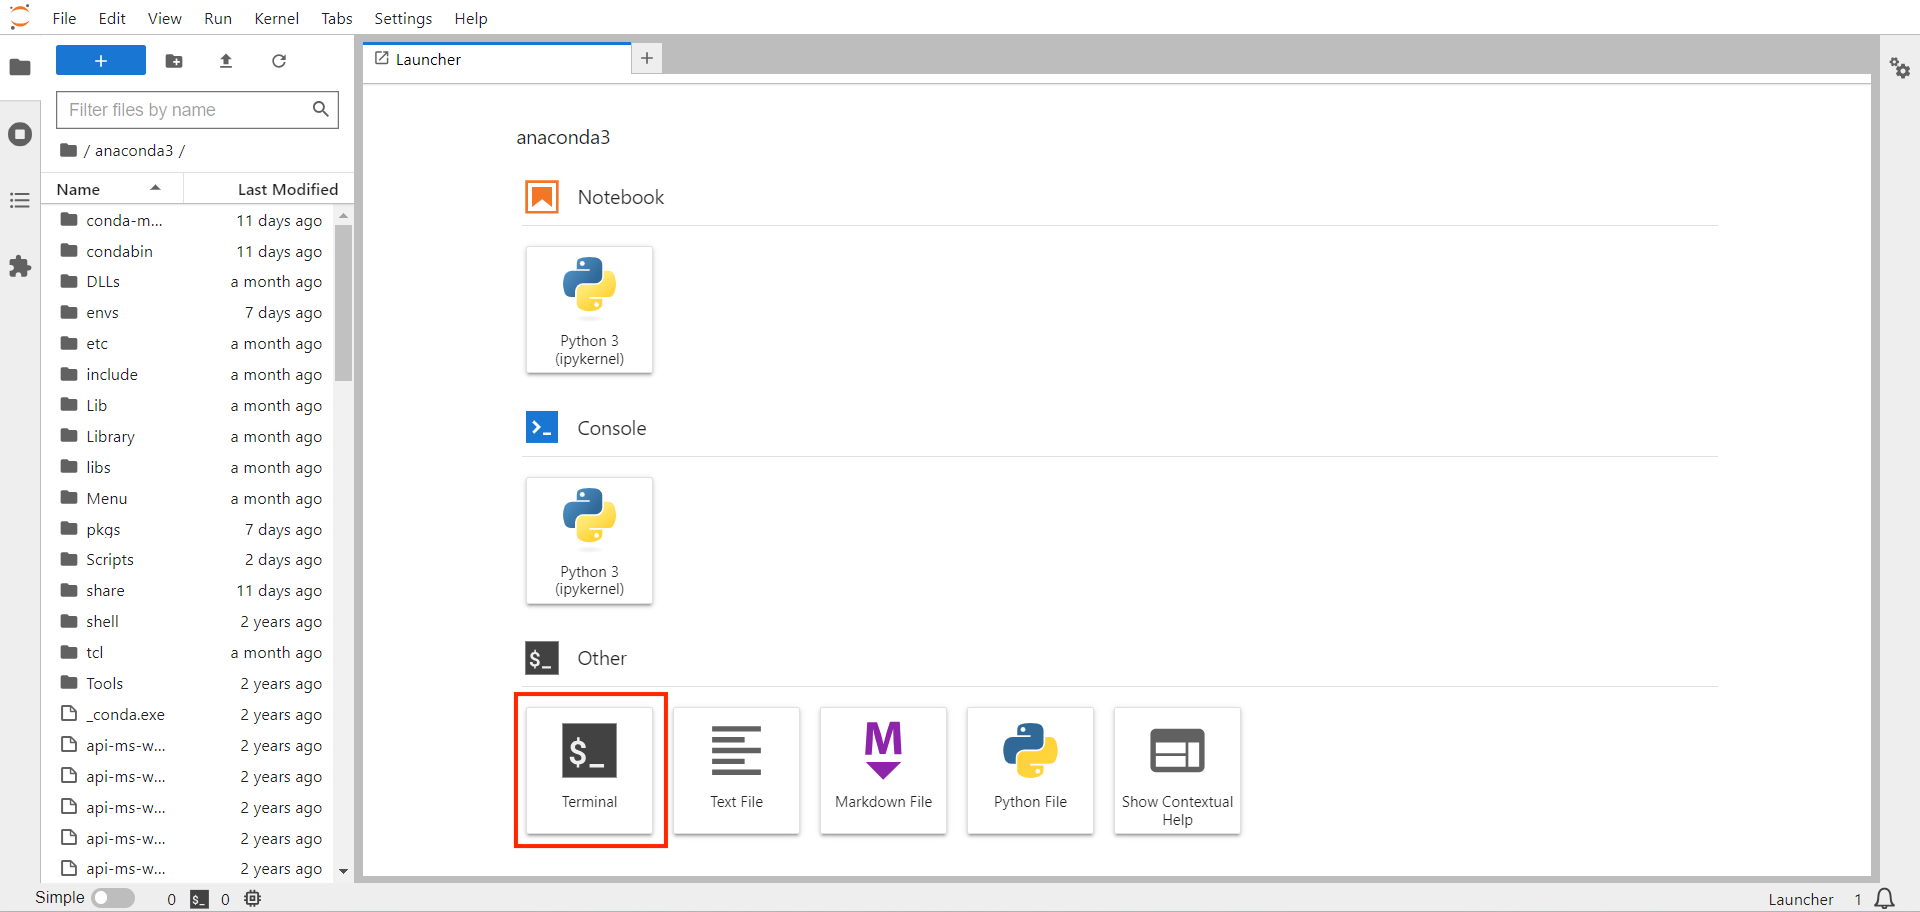 File Edit View Run Kernel Tabs Settings Help
+
Filter files by name
/ anaconda3 /
Name Last Modified
conda-m... 11 days ago
condabin 11 days ago
DLLs a month ago
envs 7 days ago
etc a month ago
include a month ago
Lib a month ago
Library a month ago
libs a month ago
Menu a month ago
pkgs 7 days ago
Scripts 2 days ago
share 11 days ago
shell 2 years ago
tcl a month ago
Tools 2 years ago
_conda.exe 2 years ago
api-ms-w... 2 years ago
api-ms-w... 2 years ago
api-ms-w... 2 years ago
api-ms-w... 2 years ago
api-ms-w... 2 years ago
Launcher +
anaconda3
Notebook
Python 3
(ipykernel)
>_ Console
Python 3
(ipykernel)
$_ Other
$_
Terminal
Text File
M
Markdown File
Python File
Show Contextual
Help
Simple 0 $_ 0
Launcher 1